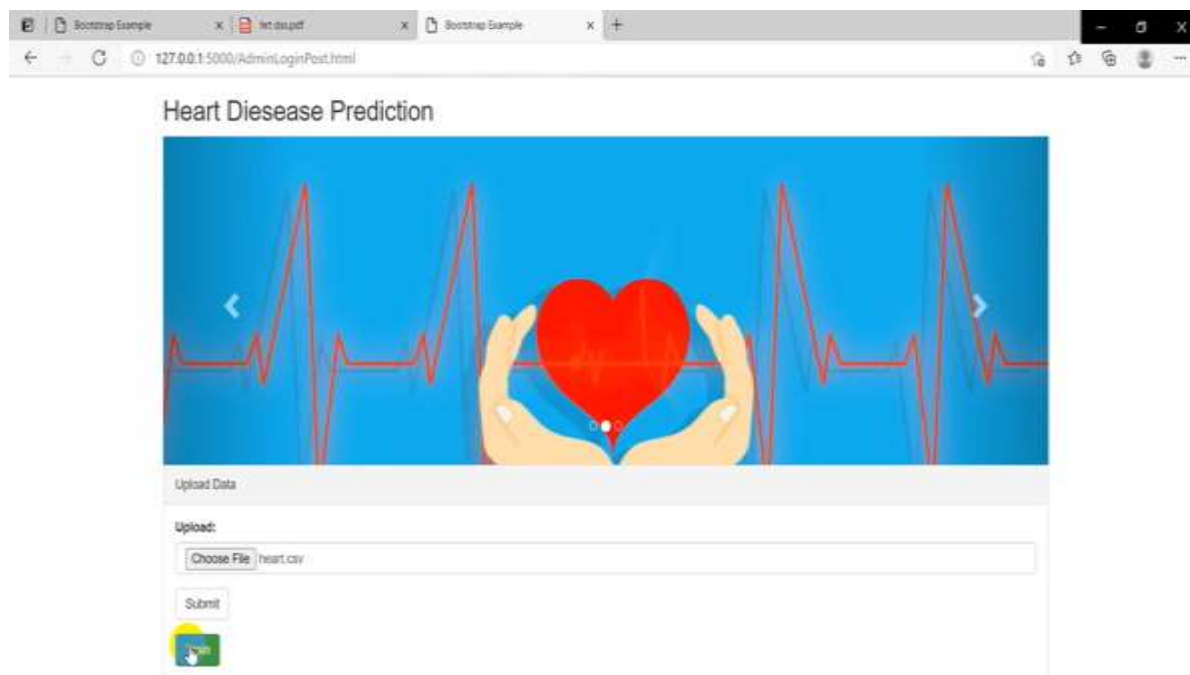 Bootstrap Example
Bootstrap Example
127.0.0.1:5000/AdminLoginPost.html
Heart Diesease Prediction
Upload Data
Upload:
Choose File heart.csv
Submit